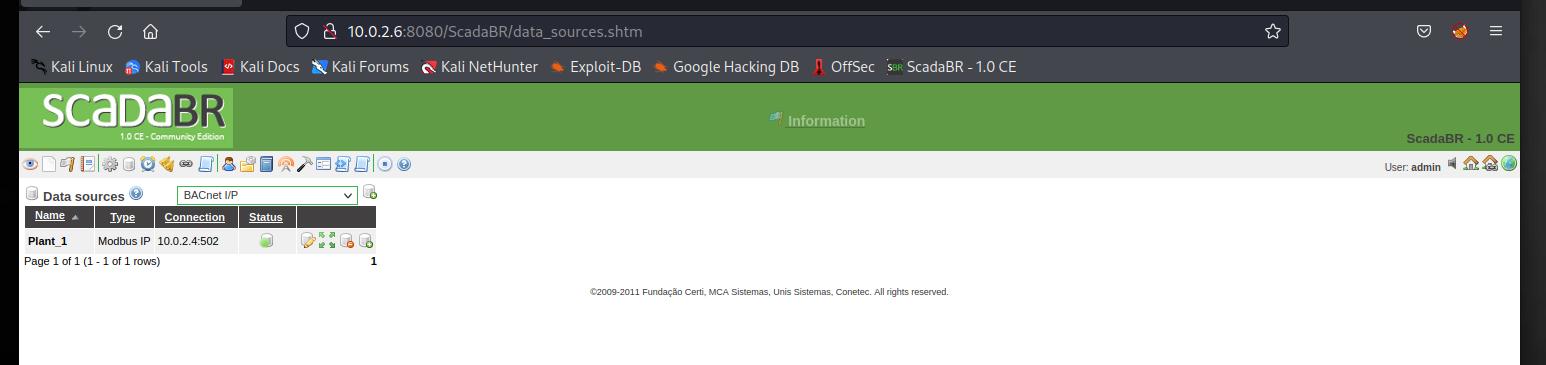 10.0.2.6:8080/ScadaBR/data_sources.shtm
Kali Linux Kali Tools Kali Docs Kali Forums Kali NetHunter Exploit-DB Google Hacking DB OffSec SBR ScadaBR - 1.0 CE
scadaBR
1.0 CE - Community Edition
Information
ScadaBR - 1.0 CE
User: admin
Data sources BACnet I/P
Name Type Connection Status
Plant_1 Modbus IP 10.0.2.4:502
Page 1 of 1 (1 - 1 of 1 rows) 1
©2009-2011 Fundação Certi, MCA Sistemas, Unis Sistemas, Conetec. All rights reserved.